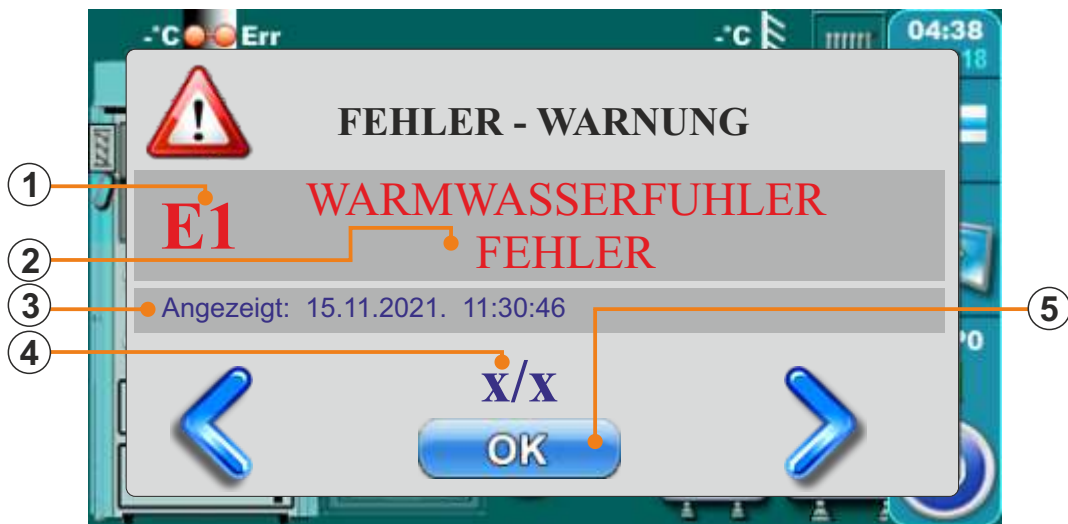 -°C Err -°C 04:38
18
FEHLER - WARNUNG
1
E1 WARMWASSERFUHLER
FEHLER
2
3 Angezeigt: 15.11.2021. 11:30:46 5
4
x/x
OK